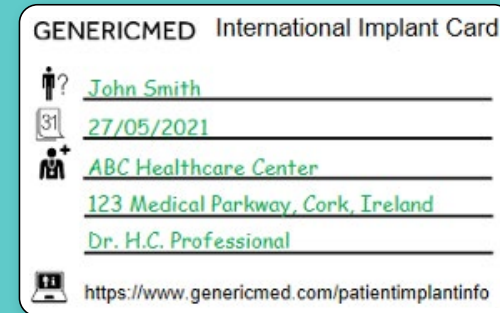 GENERICMED International Implant Card
? John Smith
31 27/05/2021
ABC Healthcare Center
123 Medical Parkway, Cork, Ireland
Dr. H.C. Professional
https://www.genericmed.com/patientimplantinfo